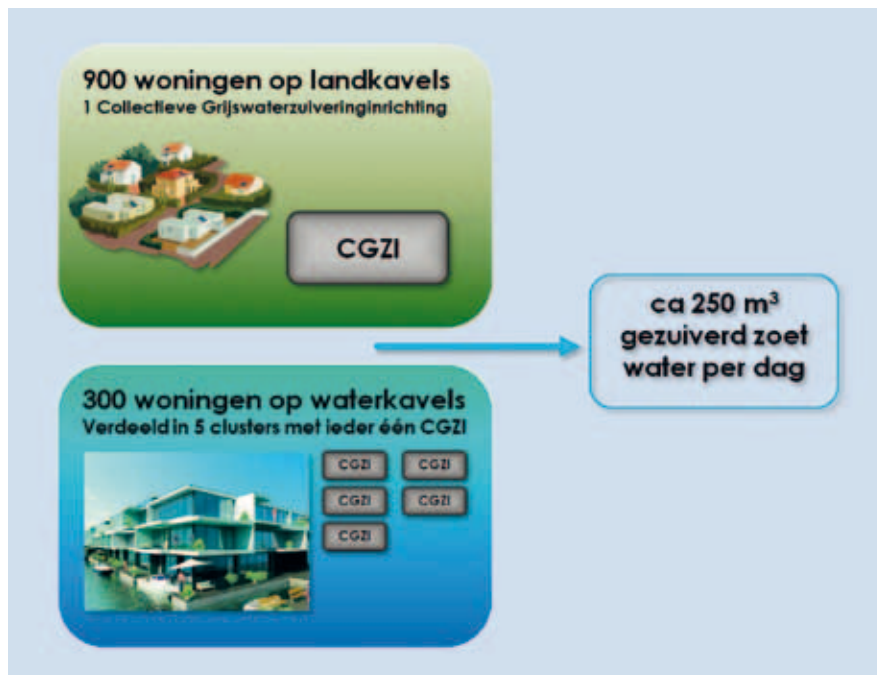 900 woningen op landkavels
1 Collectieve Grijswaterzuiveringinrichting
CGZI
ca 250 m³
gezuiverd zoet
water per dag
300 woningen op waterkavels
Verdeeld in 5 clusters met ieder één CGZI
CGZI CGZI
CGZI CGZI
CGZI